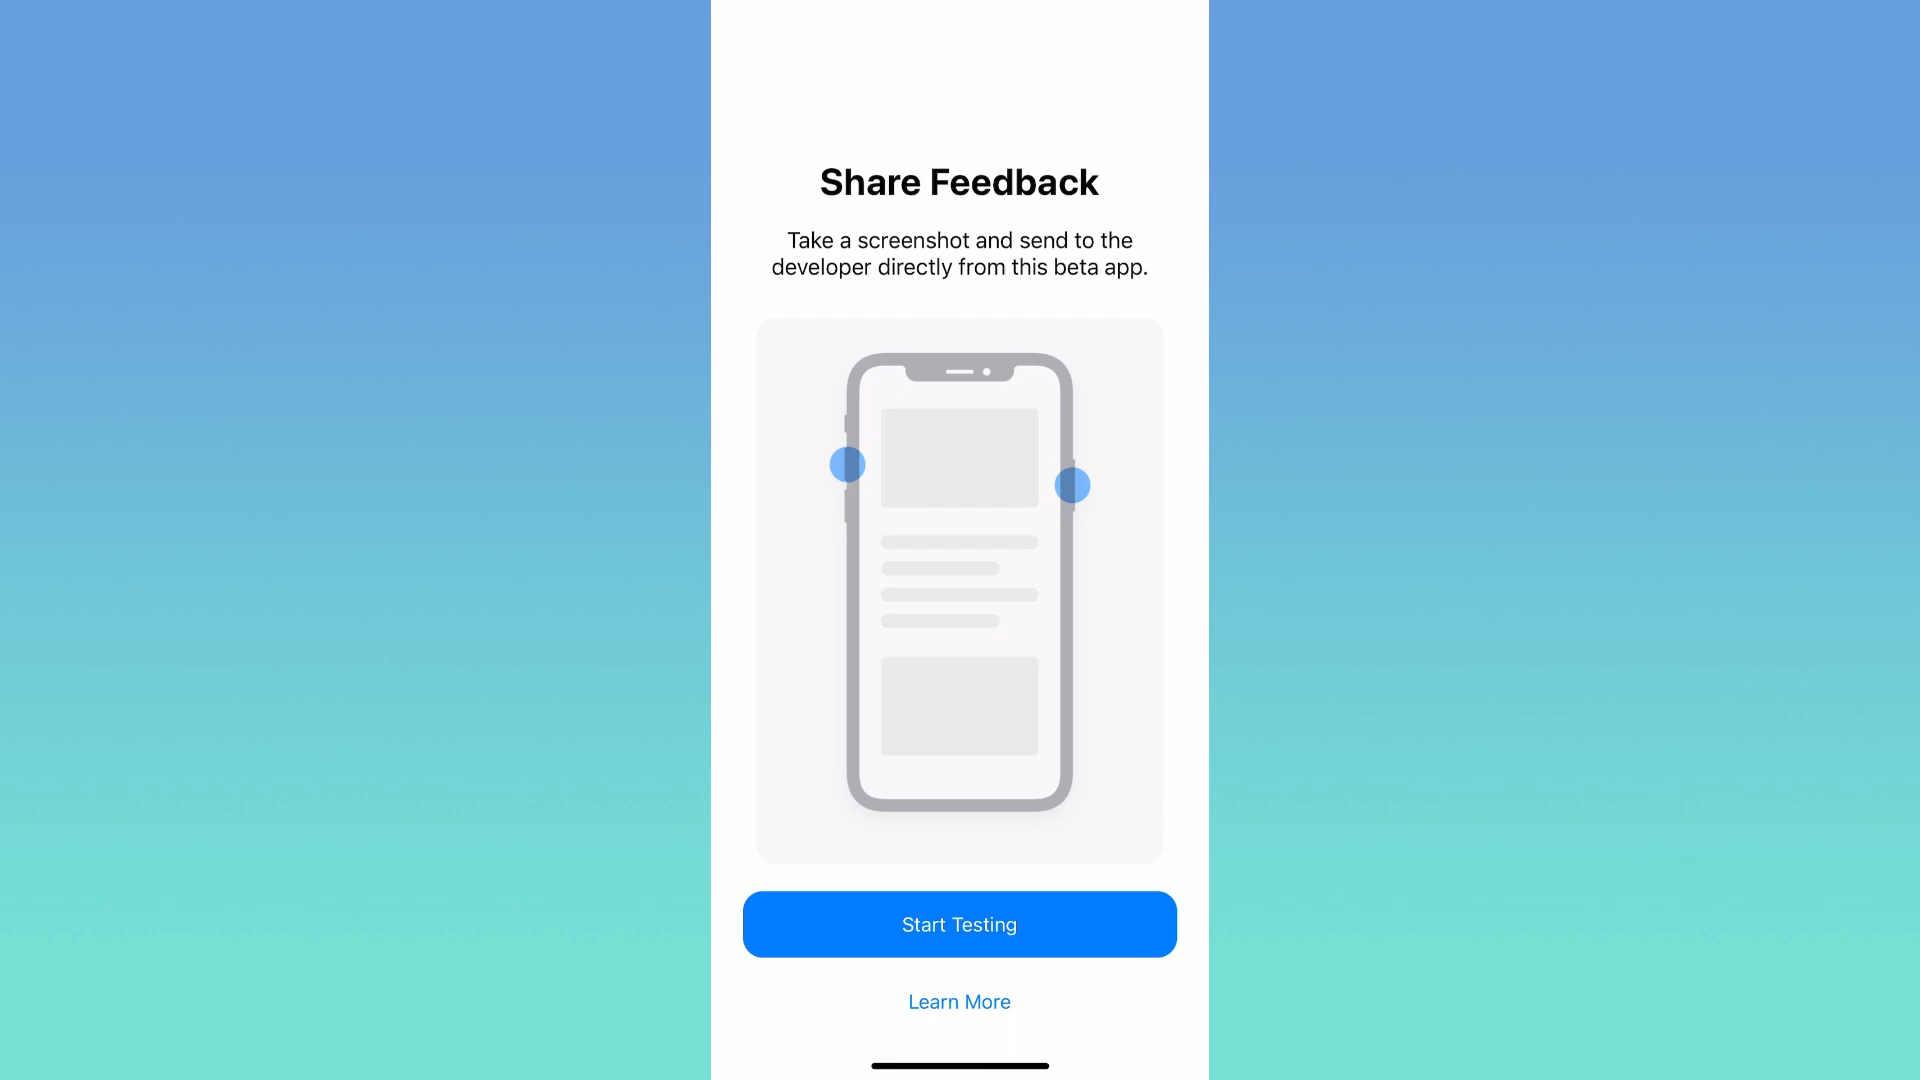 Share Feedback
Take a screenshot and send to the
developer directly from this beta app.
Start Testing
Learn More